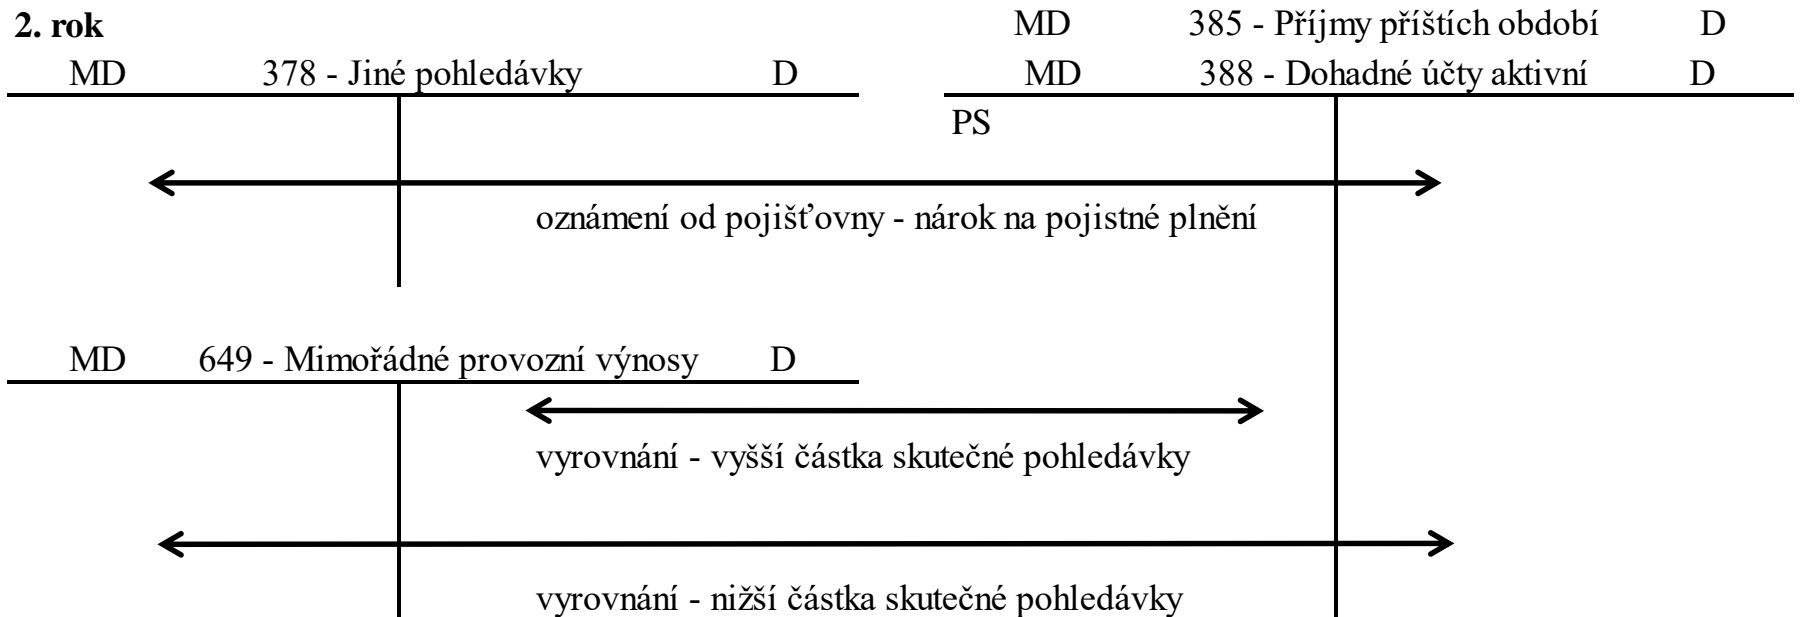 2. rok
MD 385 - Příjmy příštích období D
MD 378 - Jiné pohledávky D
MD 388 - Dohadné účty aktivní D
PS
oznámení od pojišťovny - nárok na pojistné plnění
MD 649 - Mimořádné provozní výnosy D
vyrovnání - vyšší částka skutečné pohledávky
vyrovnání - nižší částka skutečné pohledávky